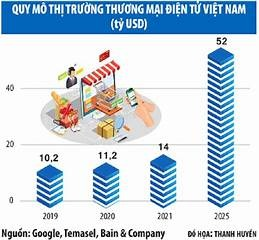 QUY MÔ THỊ TRƯỜNG THƯƠNG MẠI ĐIỆN TỬ VIỆT NAM
(tỷ USD)
52
40
20
14
11,2
10,2
0
2019 2020 2021 2025
Nguồn: Google, Temasel, Bain & Company ĐỒ HỌA: THANH HUYỀN